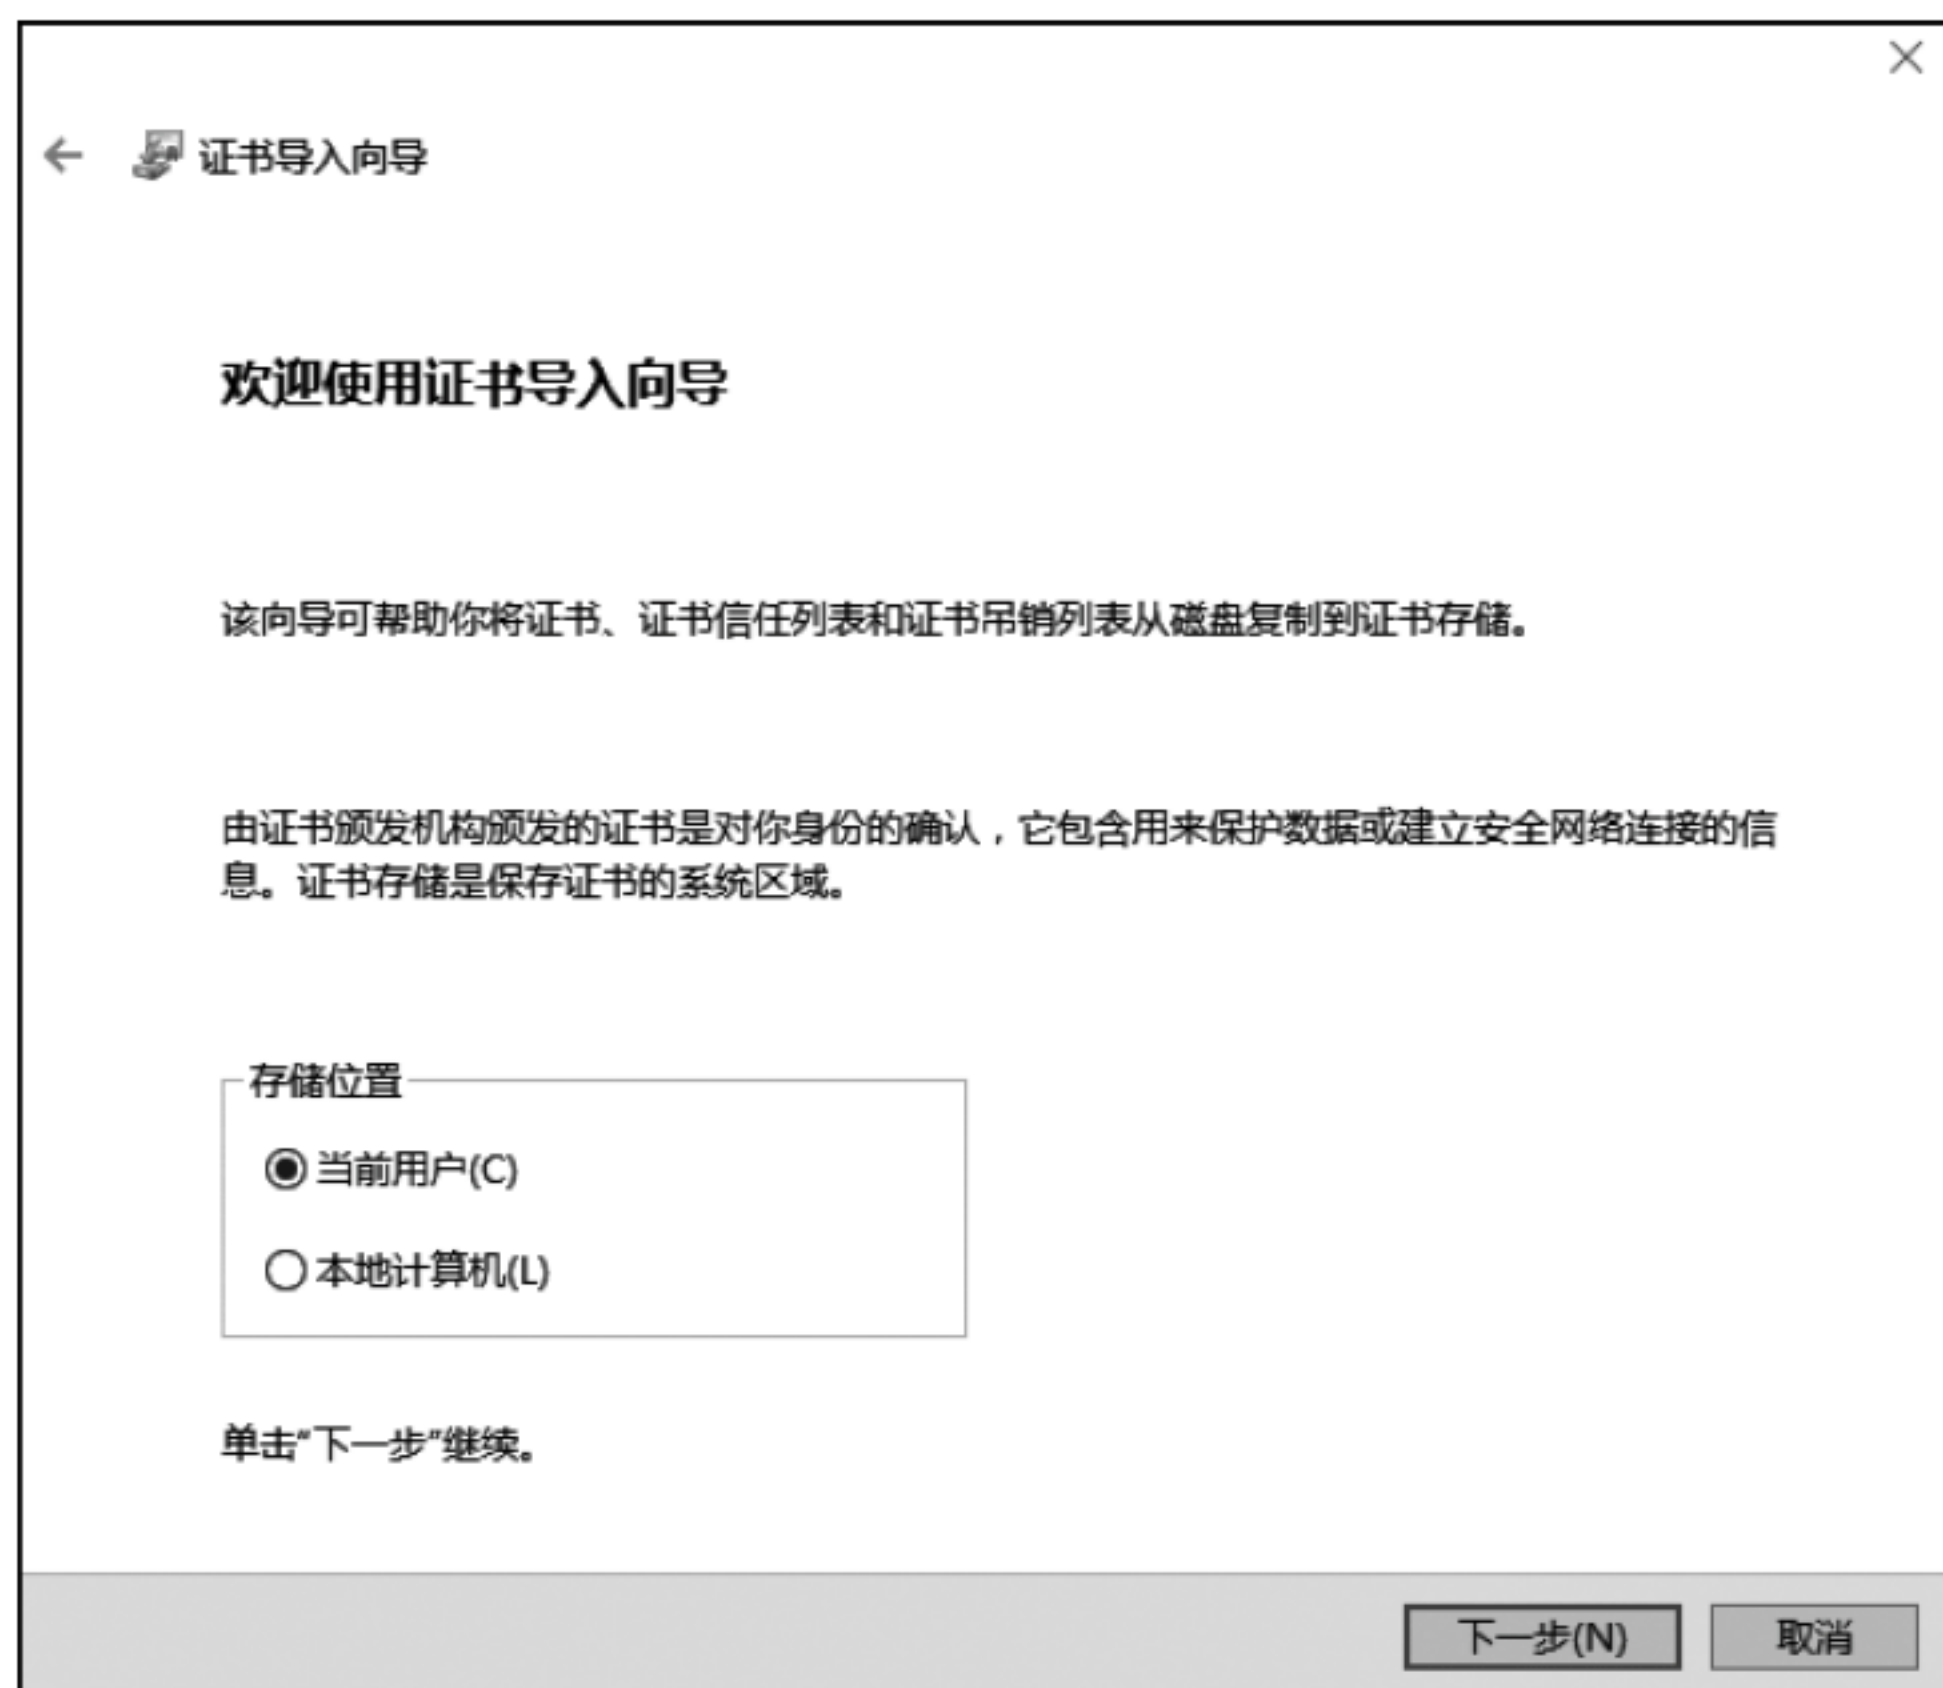 证书导入向导
欢迎使用证书导入向导
该向导可帮助你将证书、证书信任列表和证书吊销列表从磁盘复制到证书存储。
由证书颁发机构颁发的证书是对你身份的确认，它包含用来保护数据或建立安全网络连接的信
息。证书存储是保存证书的系统区域。
存储位置
当前用户(C)
本地计算机(L)
单击"下一步"继续。
下一步(N)
取消